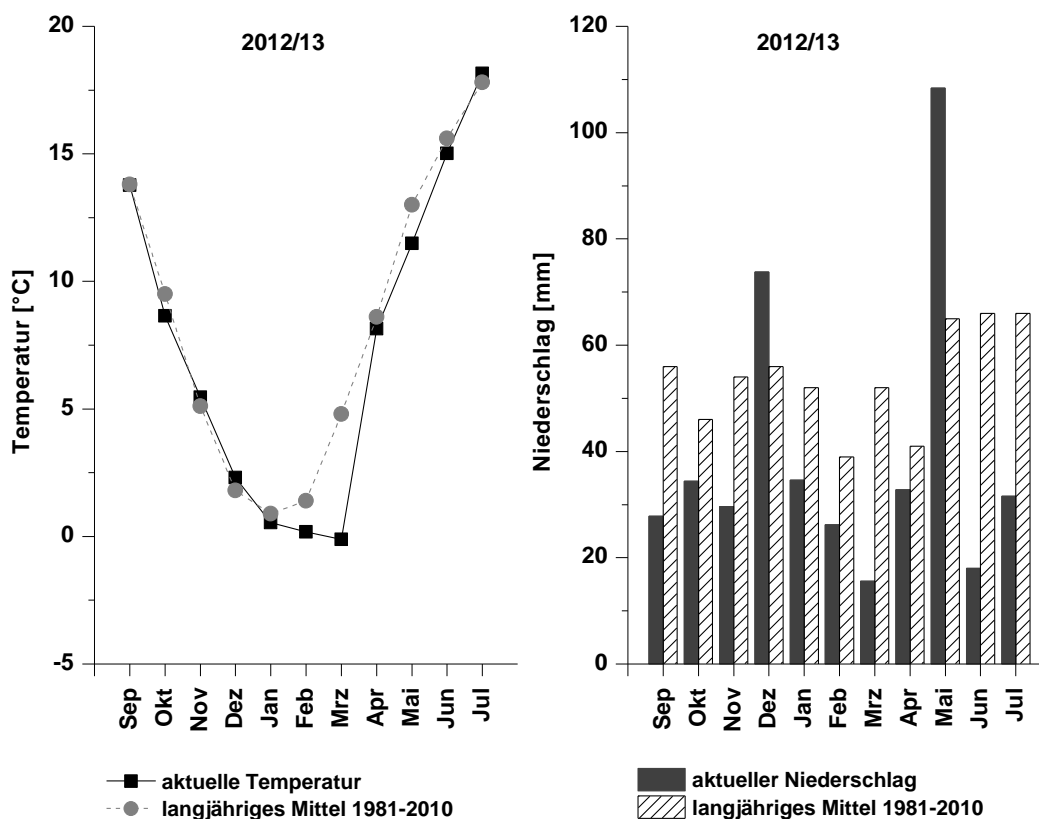 2012/13
Temperatur [°C]
20
15
10
5
0
-5
Sep Okt Nov Dez Jan Feb Mrz Apr Mai Jun Jul
aktuelle Temperatur
langjähriges Mittel 1981-2010
2012/13
Niederschlag [mm]
120
100
80
60
40
20
0
Sep Okt Nov Dez Jan Feb Mrz Apr Mai Jun Jul
aktueller Niederschlag
langjähriges Mittel 1981-2010